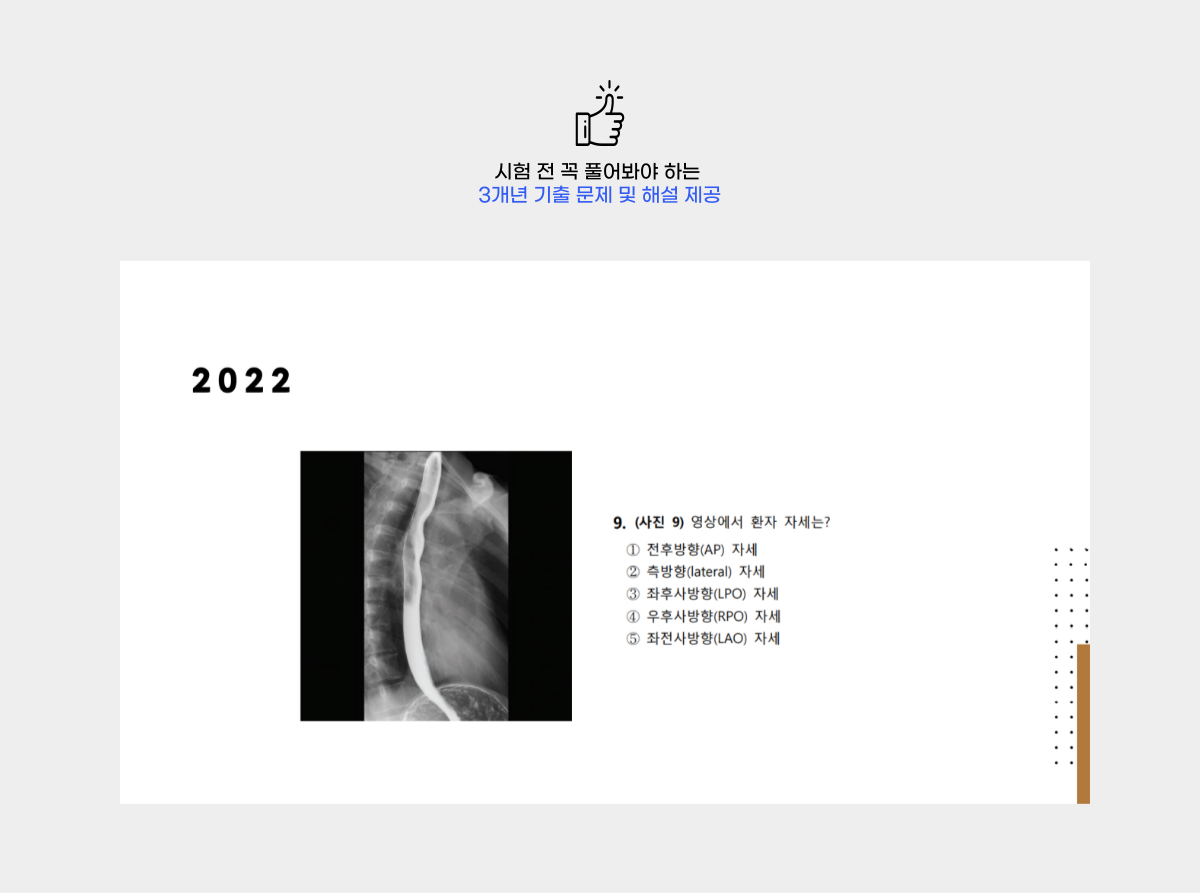 시험 전 꼭 풀어봐야 하는
3개년 기출 문제 및 해설 제공
2022
9. (사진 9) 영상에서 환자 자세는?
① 전후방향(AP) 자세
② 측방향(lateral) 자세
③ 좌후사방향(LPO) 자세
④ 우후사방향(RPO) 자세
⑤ 좌전사방향(LAO) 자세